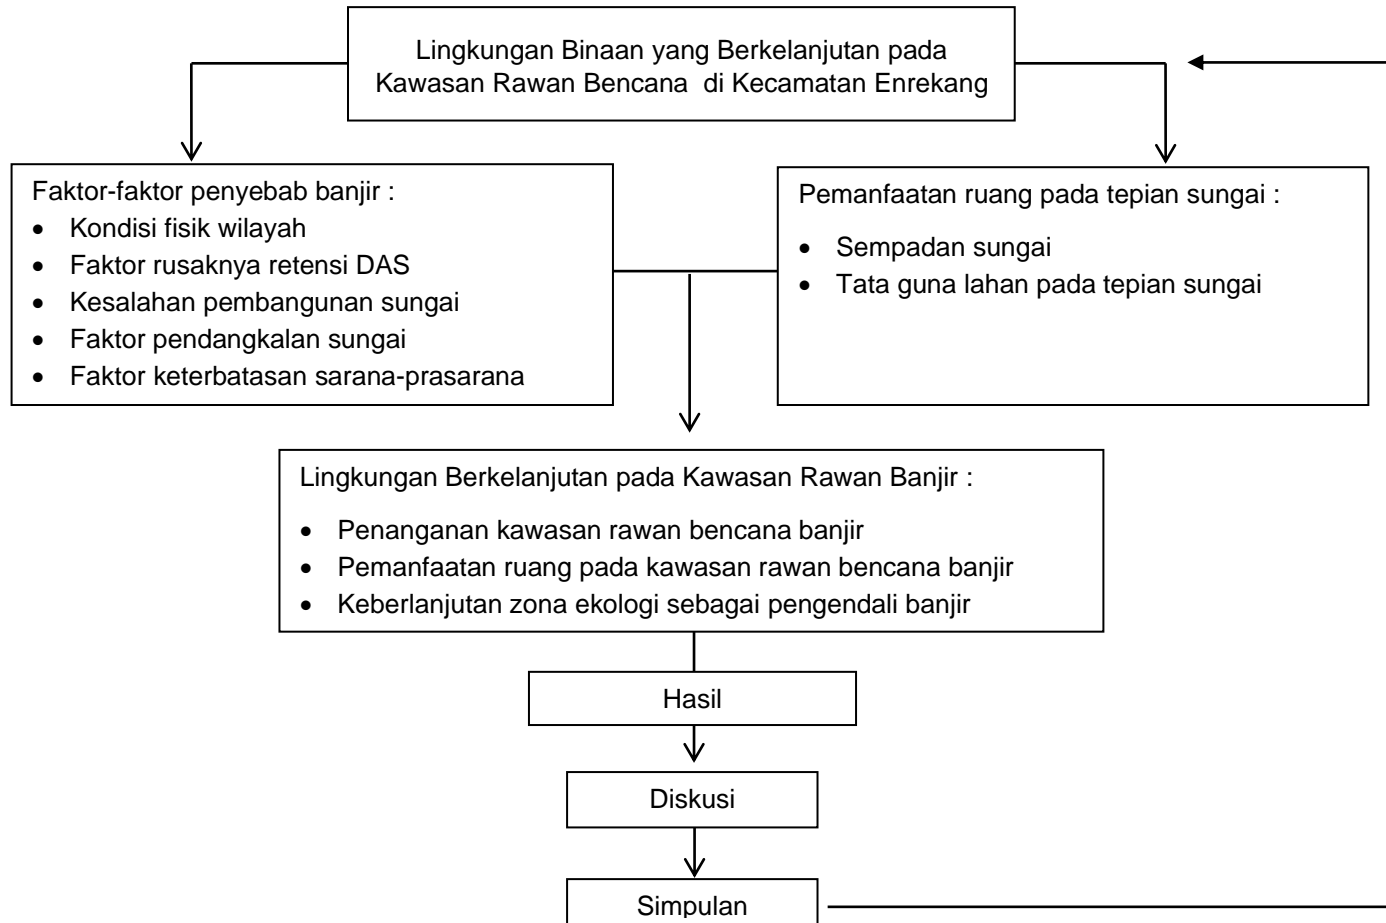 Lingkungan Binaan yang Berkelanjutan pada
Kawasan Rawan Bencana di Kecamatan Enrekang
Faktor-faktor penyebab banjir :
• Kondisi fisik wilayah
• Faktor rusaknya retensi DAS
• Kesalahan pembangunan sungai
• Faktor pendangkalan sungai
• Faktor keterbatasan sarana-prasarana
Pemanfaatan ruang pada tepian sungai :
• Sempadan sungai
• Tata guna lahan pada tepian sungai
Lingkungan Berkelanjutan pada Kawasan Rawan Banjir :
• Penanganan kawasan rawan bencana banjir
• Pemanfaatan ruang pada kawasan rawan bencana banjir
• Keberlanjutan zona ekologi sebagai pengendali banjir
Hasil
Diskusi
Simpulan